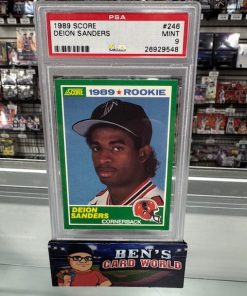 PSA
1989 SCORE #246
DEION SANDERS MINT
9
26929548
SCORE 1989 ★ ROOKIE
DEION
SANDERS
CORNERBACK
BEN'S
CARD WORLD